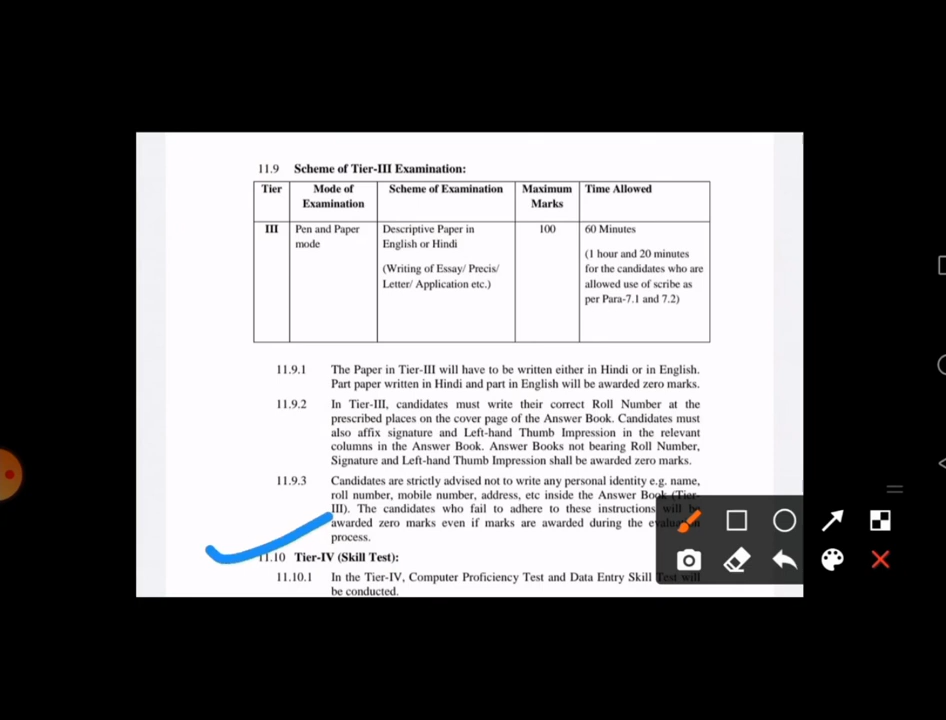 11.9 Scheme of Tier-III Examination:
Tier Mode of Examination Scheme of Examination Maximum Marks Time Allowed
III Pen and Paper mode Descriptive Paper in English or Hindi 100 60 Minutes
(Writing of Essay/ Precis/ Letter/ Application etc.) (1 hour and 20 minutes for the candidates who are allowed use of scribe as per Para-7.1 and 7.2)
11.9.1 The Paper in Tier-III will have to be written either in Hindi or in English.
Part paper written in Hindi and part in English will be awarded zero marks.
11.9.2 In Tier-III, candidates must write their correct Roll Number at the
prescribed places on the cover page of the Answer Book. Candidates must
also affix signature and Left-hand Thumb Impression in the relevant
columns in the Answer Book. Answer Books not bearing Roll Number,
Signature and Left-hand Thumb Impression shall be awarded zero marks.
11.9.3 Candidates are strictly advised not to write any personal identity e.g. name,
roll number, mobile number, address, etc inside the Answer Book (Tier-
III). The candidates who fail to adhere to these instructions will be
awarded zero marks even if marks are awarded during the evaluation
process.
11.10 Tier-IV (Skill Test):
11.10.1 In the Tier-IV, Computer Proficiency Test and Data Entry Skill Test will
be conducted.